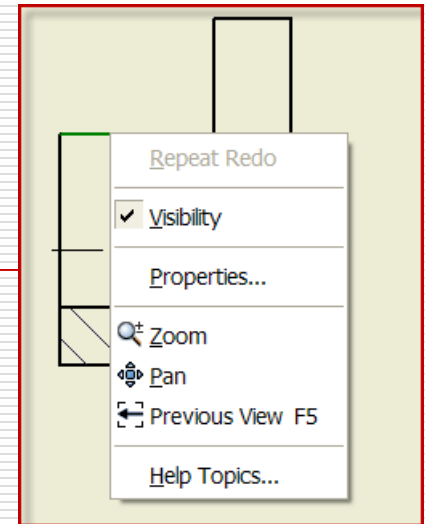 Repeat Redo
Visibility
Properties...
Zoom
Pan
Previous View F5
Help Topics...